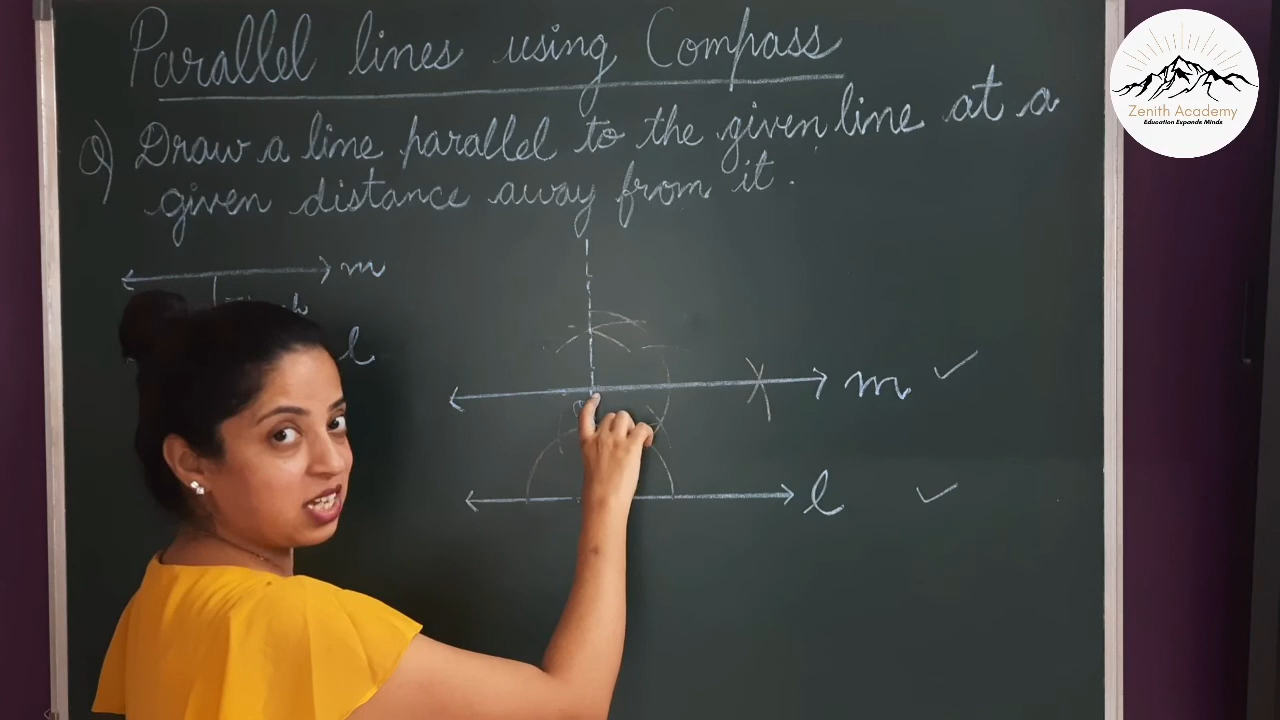 Parallel lines using Compass
Q) Draw a line parallel to the given line at a
given distance away from it.
m
l
m
l
Zenith Academy
Education Expands Minds